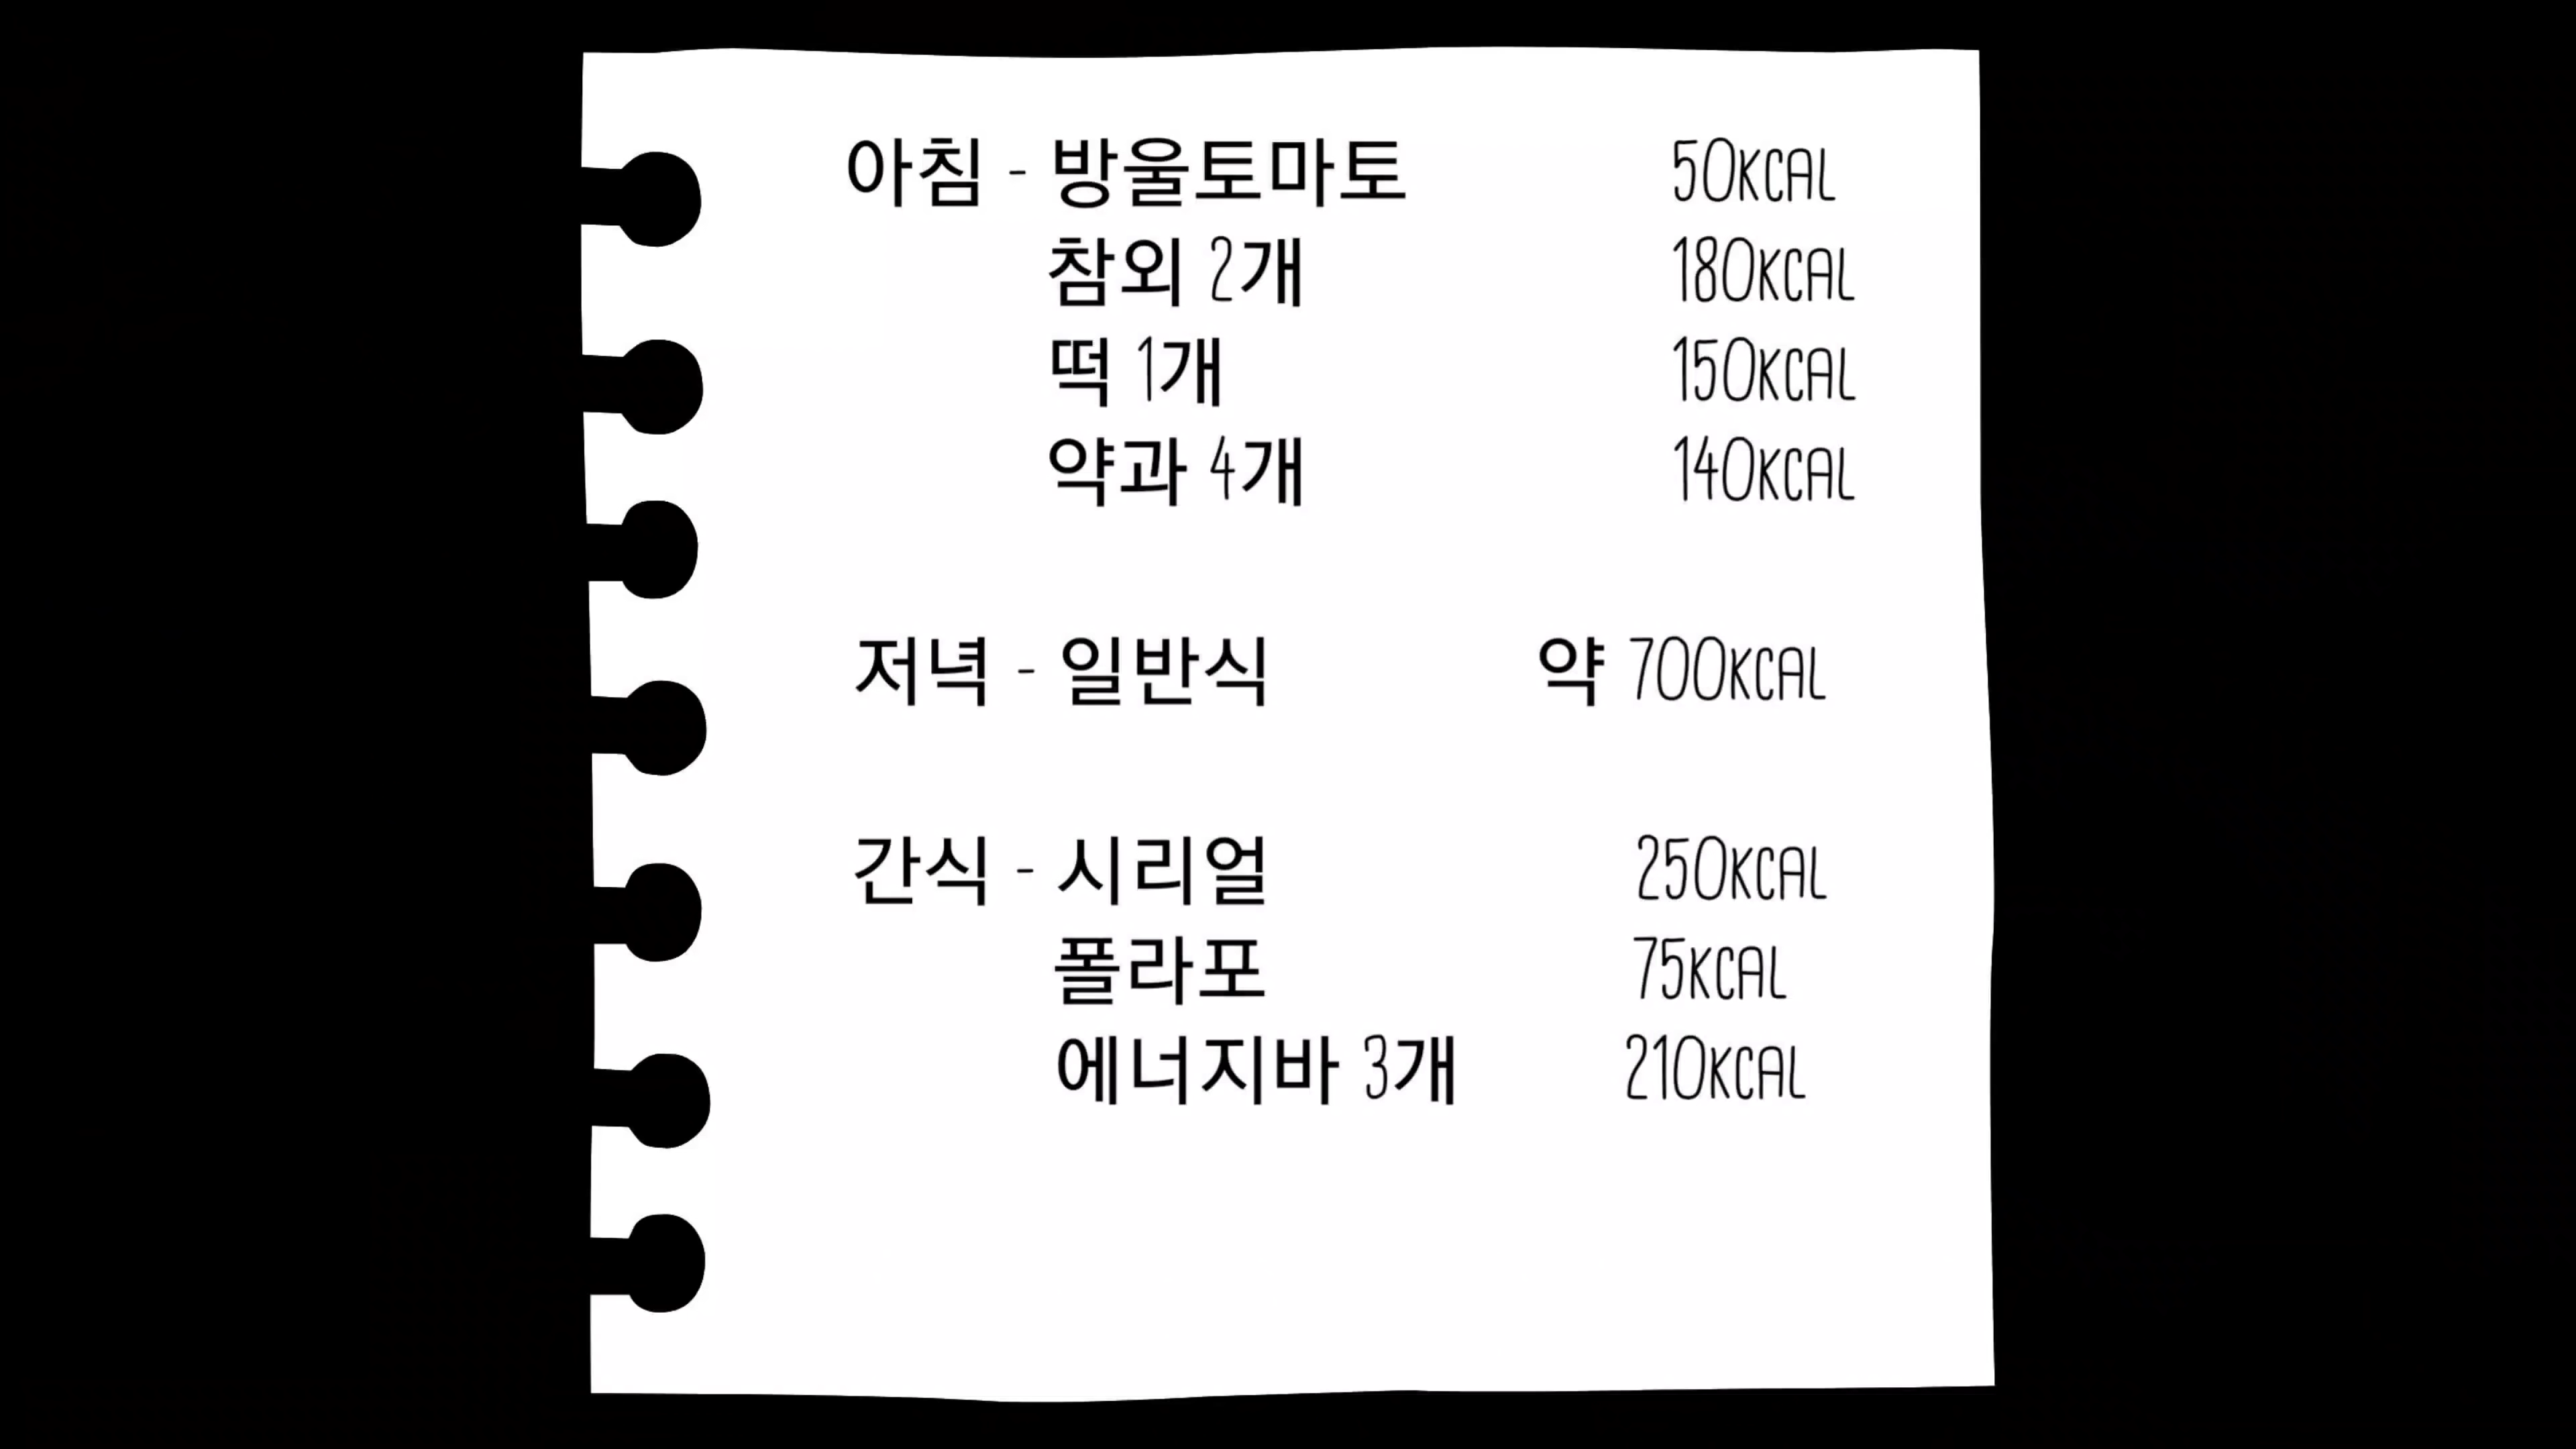 아침 - 방울토마토 50KCAL
참외 2개 180KCAL
떡 1개 150KCAL
약과 4개 140KCAL
저녁 - 일반식 약 700KCAL
간식 - 시리얼 250KCAL
폴라포 75KCAL
에너지바 3개 210KCAL